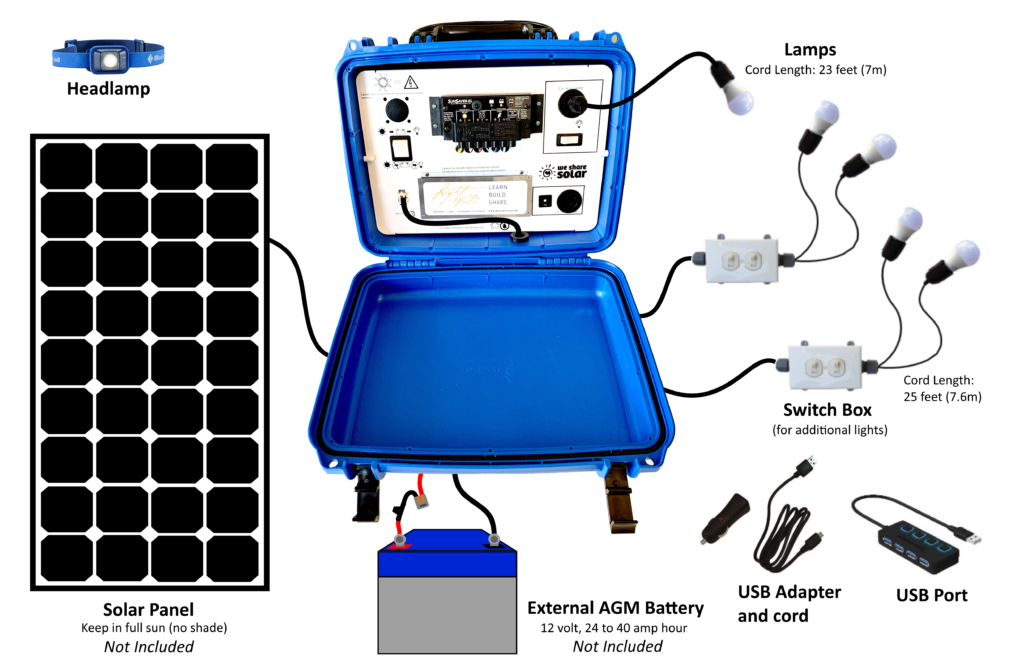 Headlamp
Lamps
Cord Length: 23 feet (7m)
we share
solar
LEARN
BUILD
SHARE
Cord Length:
25 feet (7.6m)
Switch Box
(for additional lights)
Solar Panel
Keep in full sun (no shade)
Not Included
External AGM Battery
12 volt, 24 to 40 amp hour
Not Included
USB Adapter
and cord
USB Port